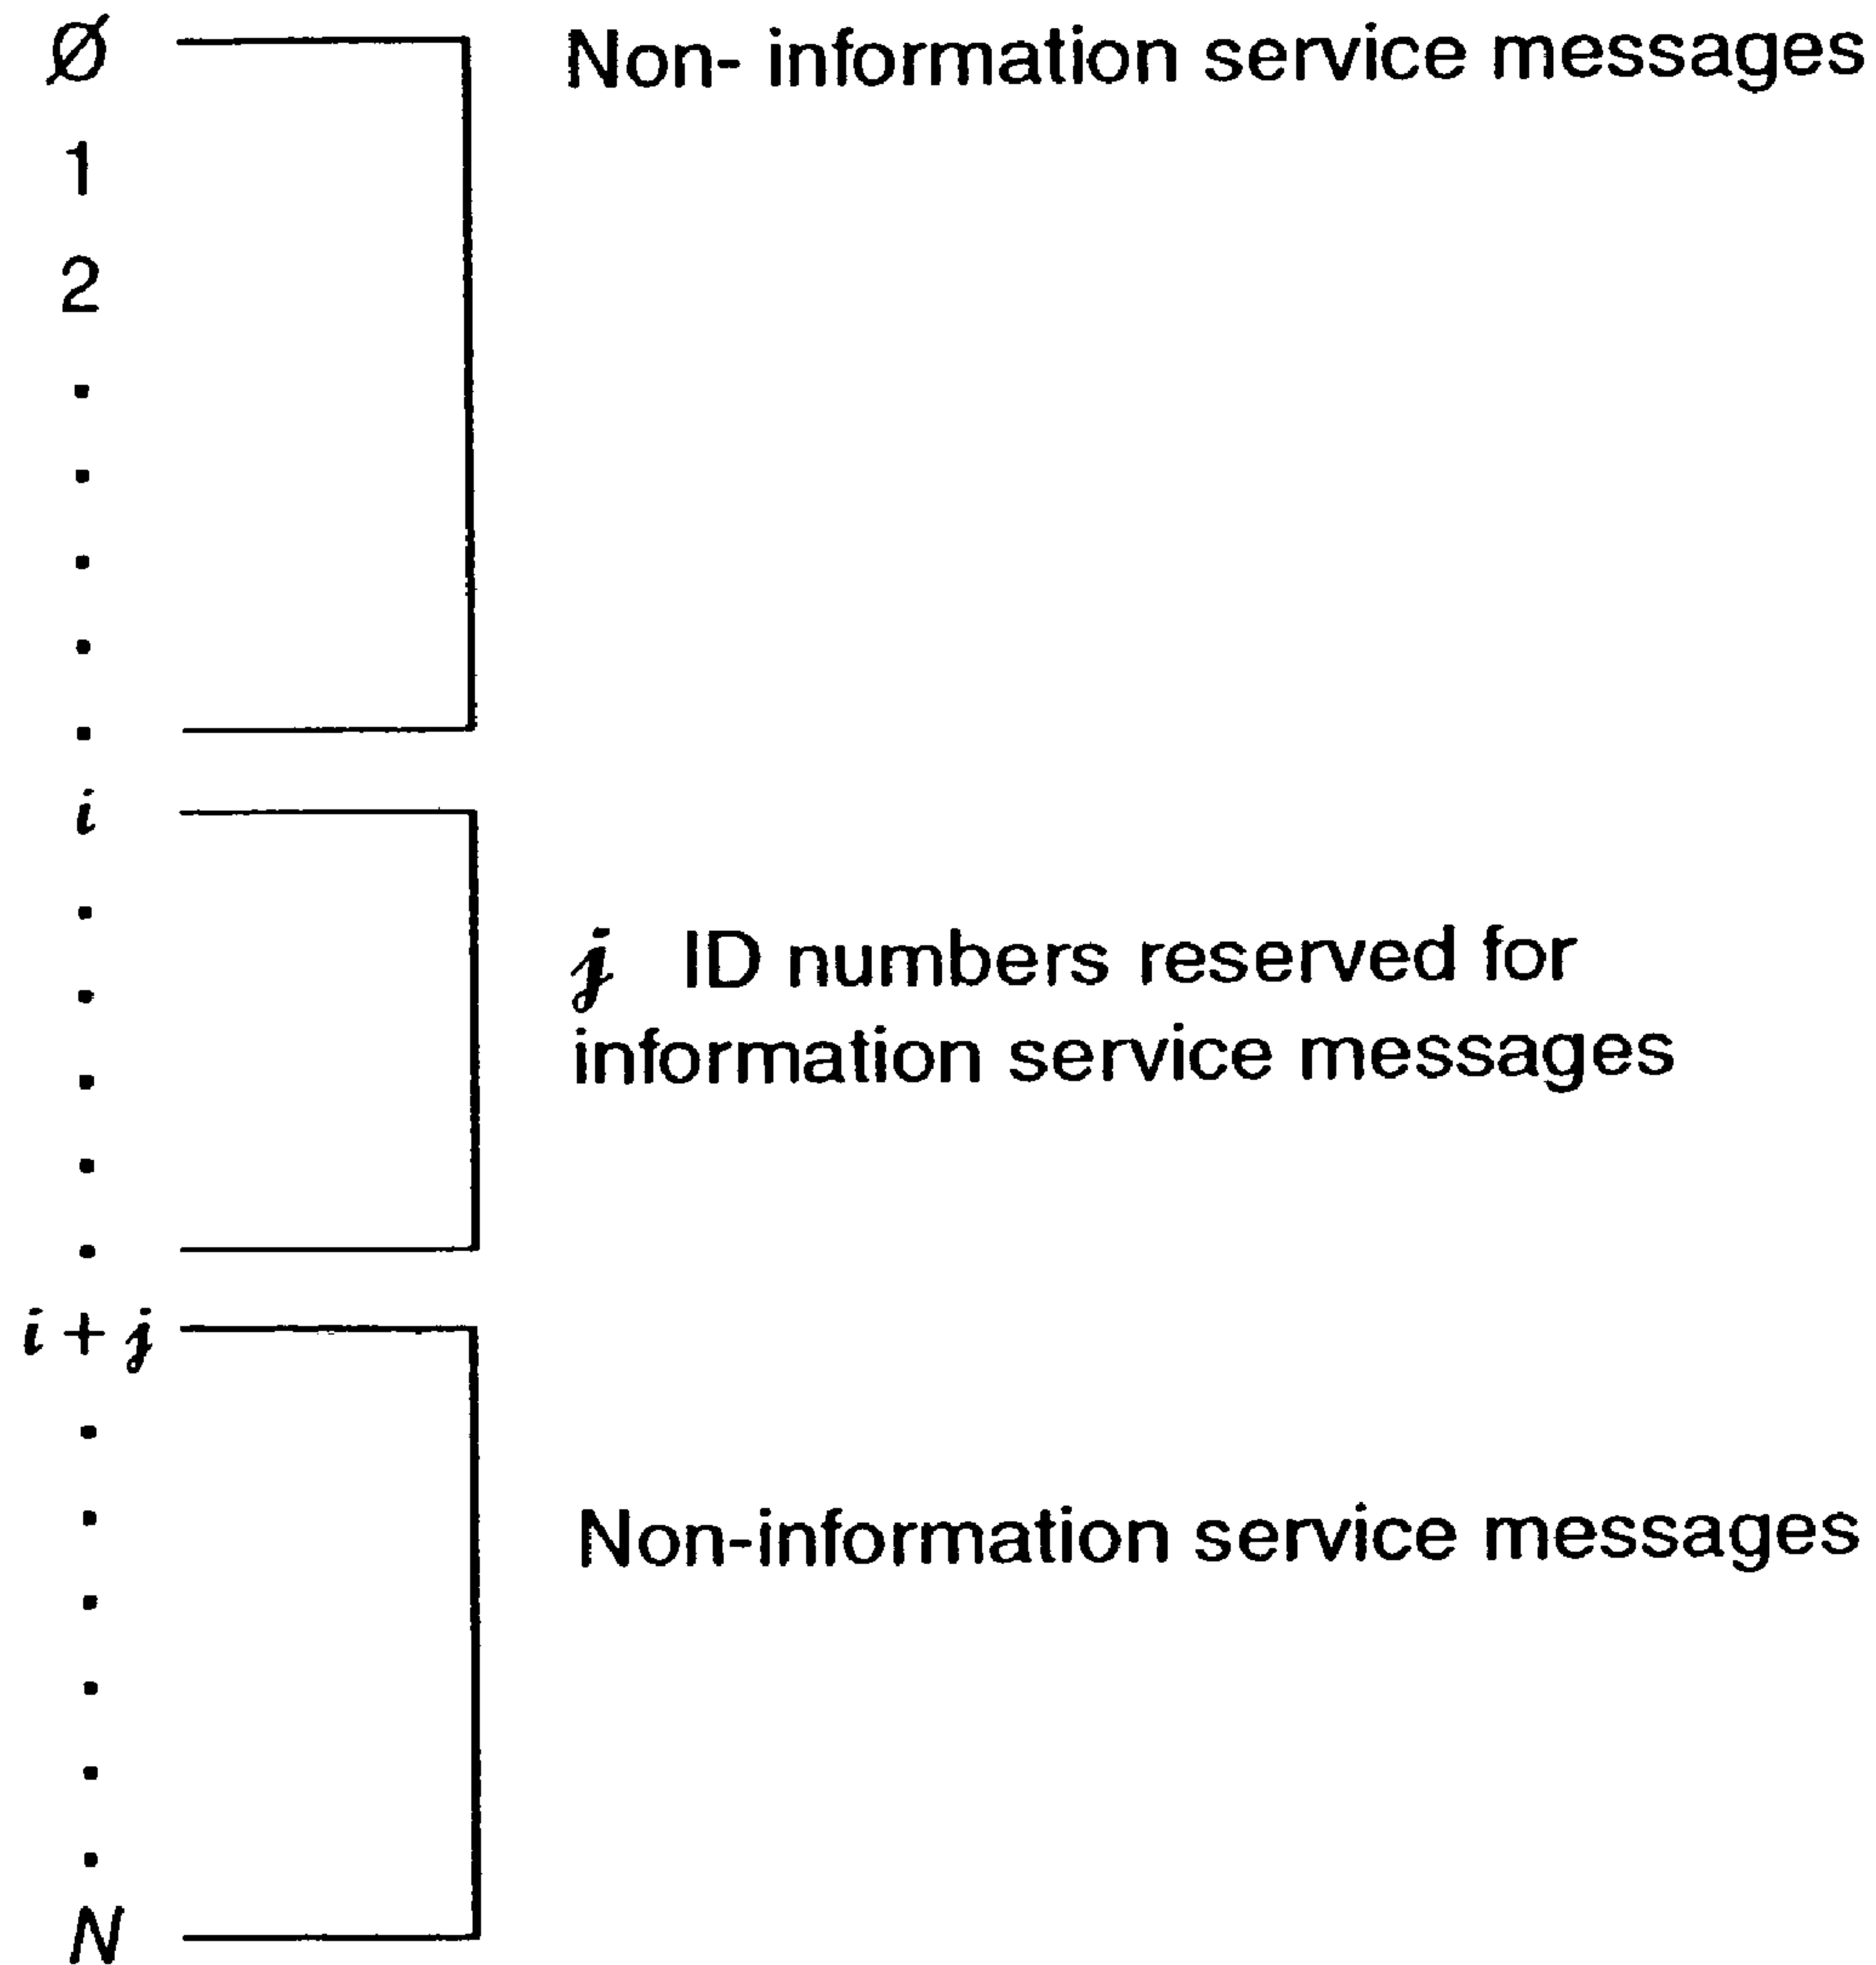 Ø Non- information service messages
1
2
.
.
.
.
.
i
.
.
j ID numbers reserved for
information service messages
.
.
.
i + j
.
.
Non-information service messages
.
.
.
.
N